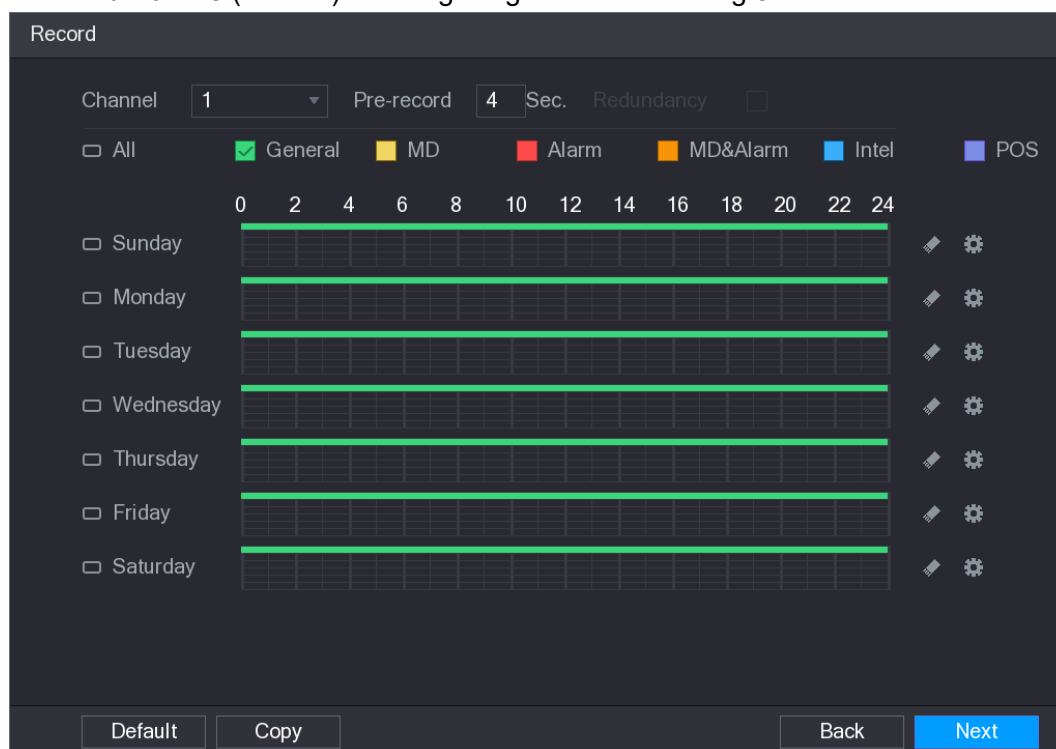 Record
Channel 1 Pre-record 4 Sec. Redundancy
All General MD Alarm MD&Alarm Intel POS
0 2 4 6 8 10 12 14 16 18 20 22 24
Sunday
Monday
Tuesday
Wednesday
Thursday
Friday
Saturday
Default Copy Back Next